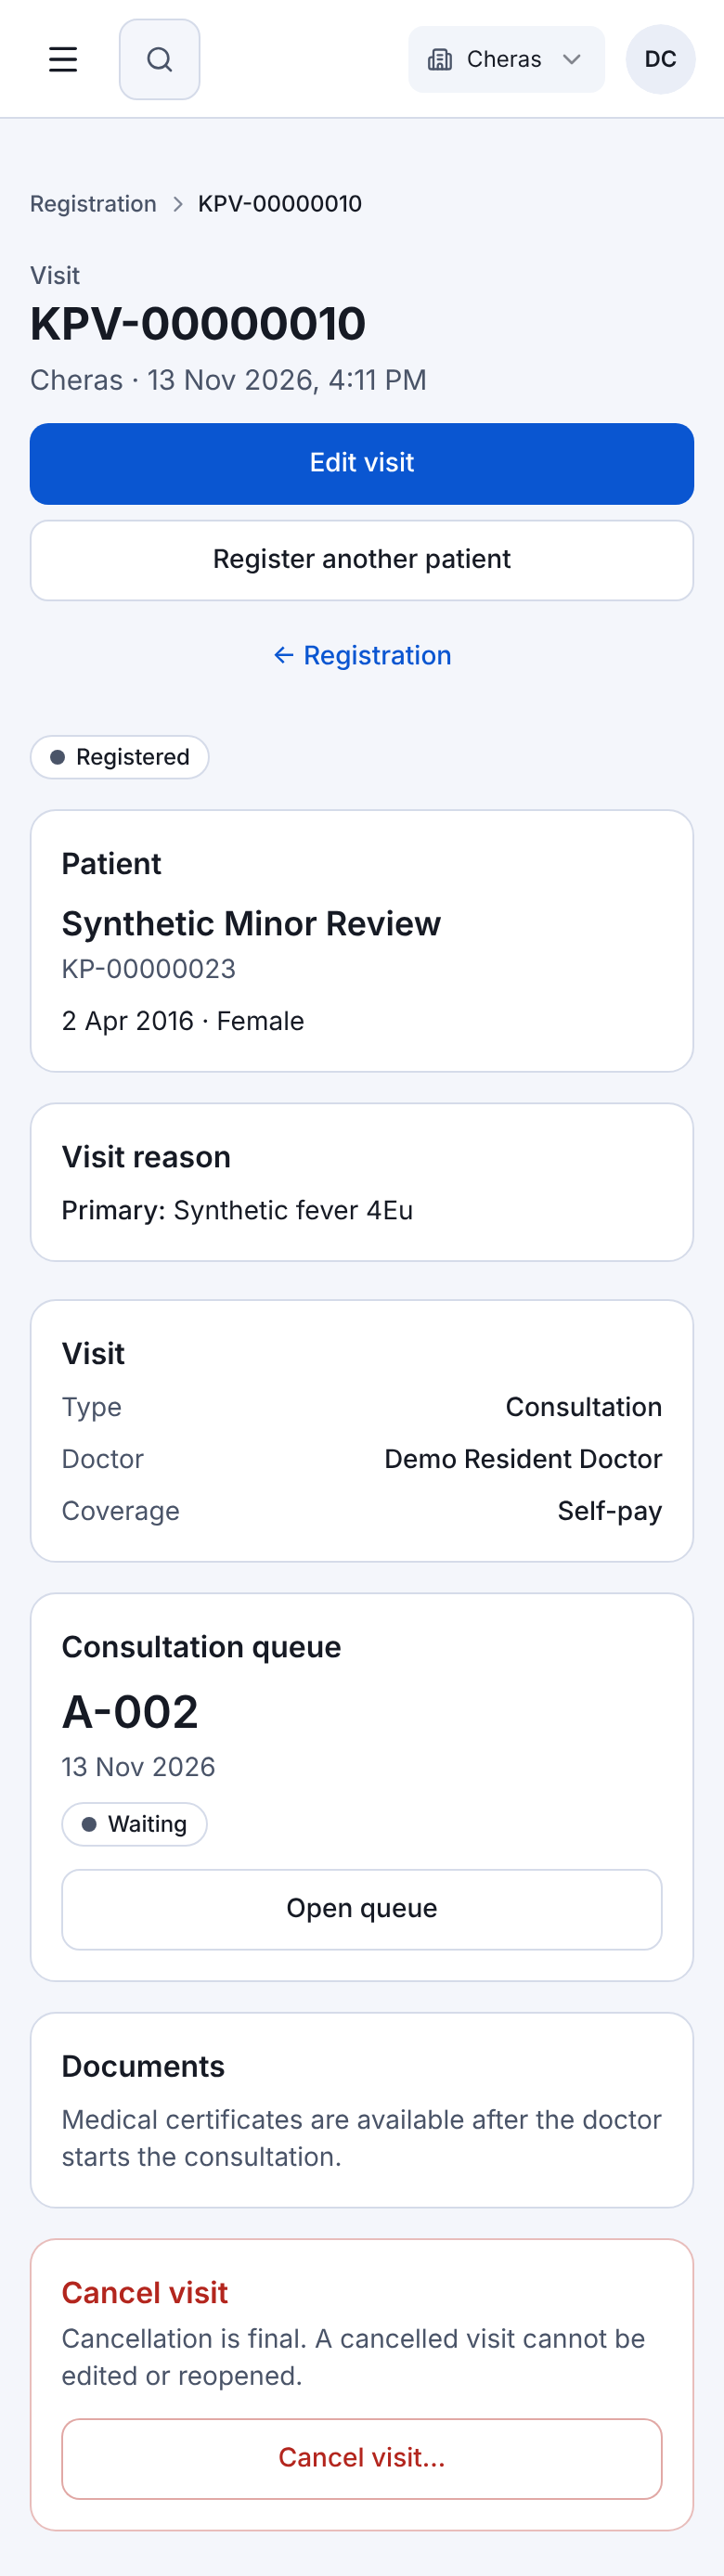 Cheras
DC
Registration > KPV-00000010
Visit
KPV-00000010
Cheras · 13 Nov 2026, 4:11 PM
Edit visit
Register another patient
← Registration
Registered
Patient
Synthetic Minor Review
KP-00000023
2 Apr 2016 · Female
Visit reason
Primary: Synthetic fever 4Eu
Visit
Type Consultation
Doctor Demo Resident Doctor
Coverage Self-pay
Consultation queue
A-002
13 Nov 2026
Waiting
Open queue
Documents
Medical certificates are available after the doctor
starts the consultation.
Cancel visit
Cancellation is final. A cancelled visit cannot be
edited or reopened.
Cancel visit...